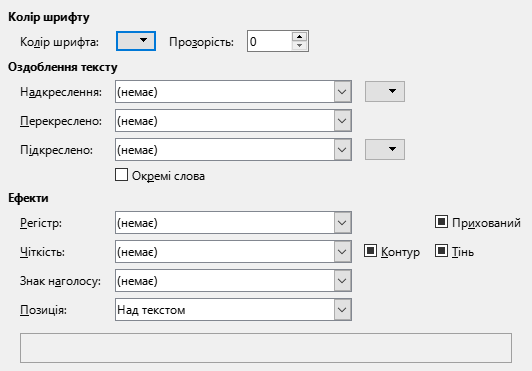 Колір шрифту
Колір шрифта: Прозорість: 0
Оздоблення тексту
Надкреслення: (немає)
Перекреслено: (немає)
Підкреслено: (немає)
Окремі слова
Ефекти
Регістр: (немає) Прихований
Чіткість: (немає) Контур Тінь
Знак наголосу: (немає)
Позиція: Над текстом